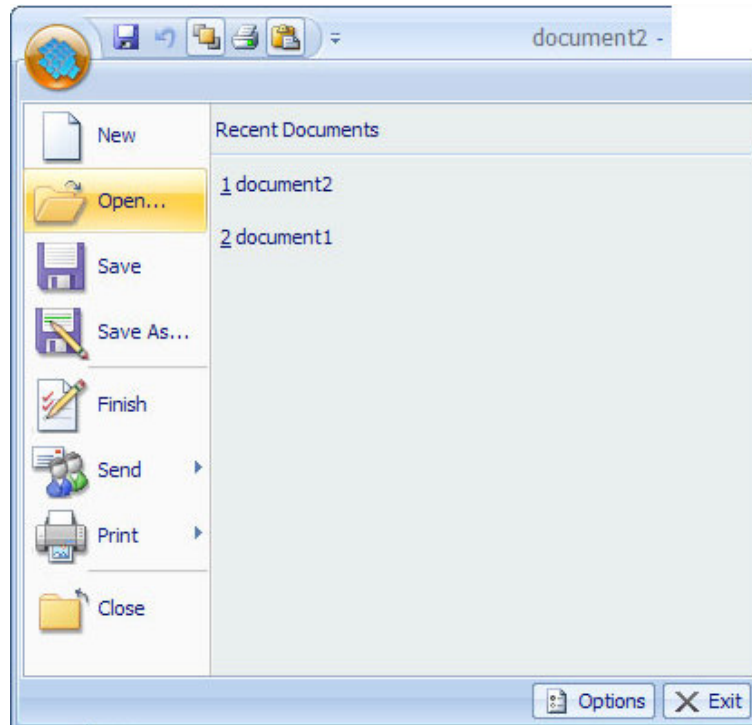 document2 -
New
Recent Documents
1 document2
Open...
2 document1
Save
Save As...
Finish
Send
Print
Close
Options
Exit